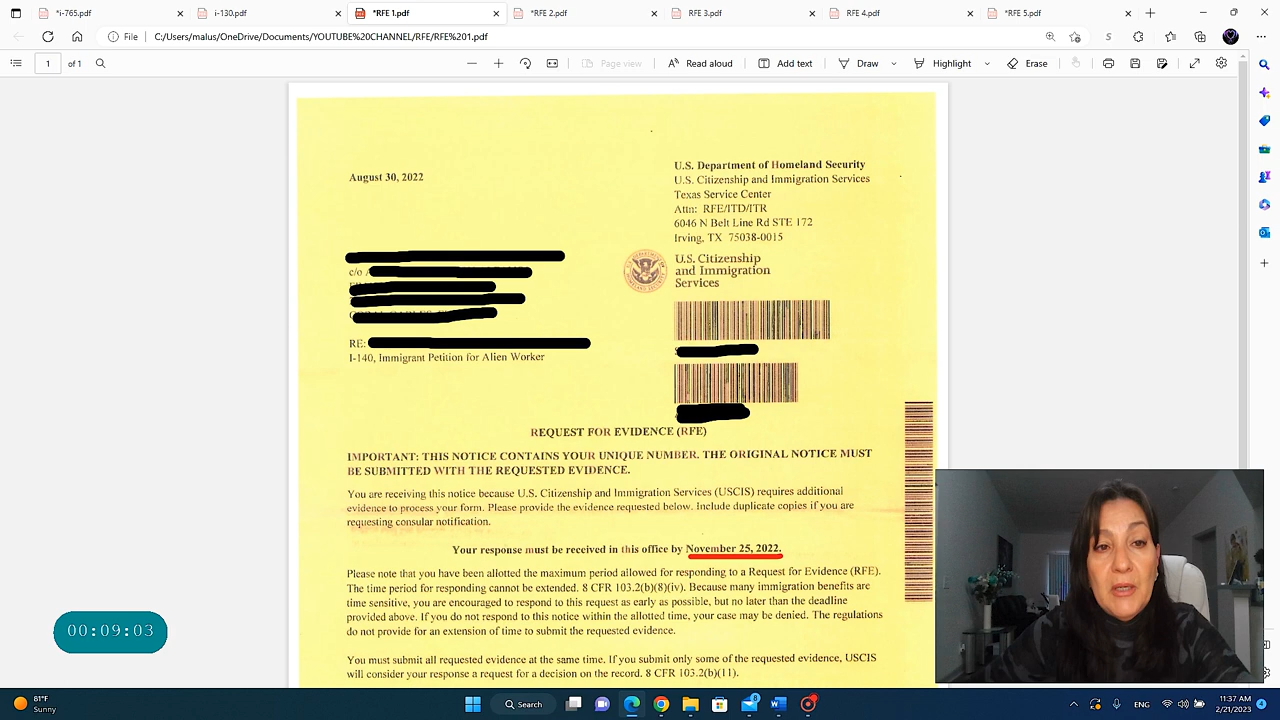 *i-765.pdf
i-130.pdf
*RFE 1.pdf
*RFE 2.pdf
RFE 3.pdf
RFE 4.pdf
*RFE 5.pdf
File
C:/Users/malus/OneDrive/Documents/YOUTUBE%20CHANNEL/RFE/RFE%201.pdf
1 of 1
Page view
Read aloud
Add text
Draw
Highlight
Erase
August 30, 2022
U.S. Department of Homeland Security
U.S. Citizenship and Immigration Services
Texas Service Center
Attn: RFE/ITD/ITR
6046 N Belt Line Rd STE 172
Irving, TX 75038-0015
U.S. Citizenship
and Immigration
Services
c/o
RE:
I-140, Immigrant Petition for Alien Worker
REQUEST FOR EVIDENCE (RFE)
IMPORTANT: THIS NOTICE CONTAINS YOUR UNIQUE NUMBER. THE ORIGINAL NOTICE MUST
BE SUBMITTED WITH THE REQUESTED EVIDENCE.
You are receiving this notice because U.S. Citizenship and Immigration Services (USCIS) requires additional
evidence to process your form. Please provide the evidence requested below. Include duplicate copies if you are
requesting consular notification.
Your response must be received in this office by November 25, 2022.
Please note that you have been allotted the maximum period allowed for responding to a Request for Evidence (RFE).
The time period for responding cannot be extended. 8 CFR 103.2(b)(8)(iv). Because many immigration benefits are
time sensitive, you are encouraged to respond to this request as early as possible, but no later than the deadline
provided above. If you do not respond to this notice within the allotted time, your case may be denied. The regulations
do not provide for an extension of time to submit the requested evidence.
You must submit all requested evidence at the same time. If you submit only some of the requested evidence, USCIS
will consider your response a request for a decision on the record. 8 CFR 103.2(b)(11).
00:09:03
81°F
Sunny
Search
ENG
11:37 AM
2/21/2023